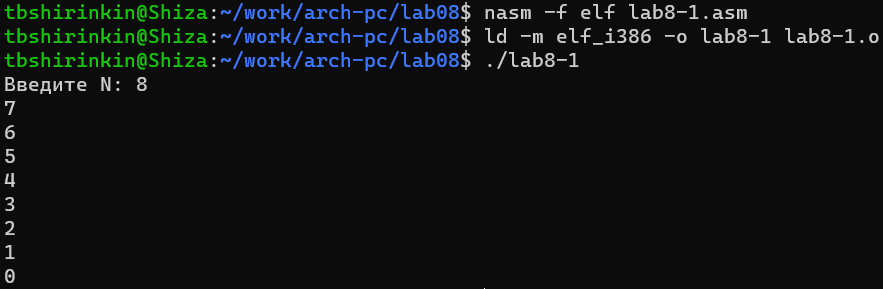 tbshirinkin@Shiza:~/work/arch-pc/lab08$ nasm -f elf lab8-1.asm
tbshirinkin@Shiza:~/work/arch-pc/lab08$ ld -m elf_i386 -o lab8-1 lab8-1.o
tbshirinkin@Shiza:~/work/arch-pc/lab08$ ./lab8-1
Введите N: 8
7
6
5
4
3
2
1
0